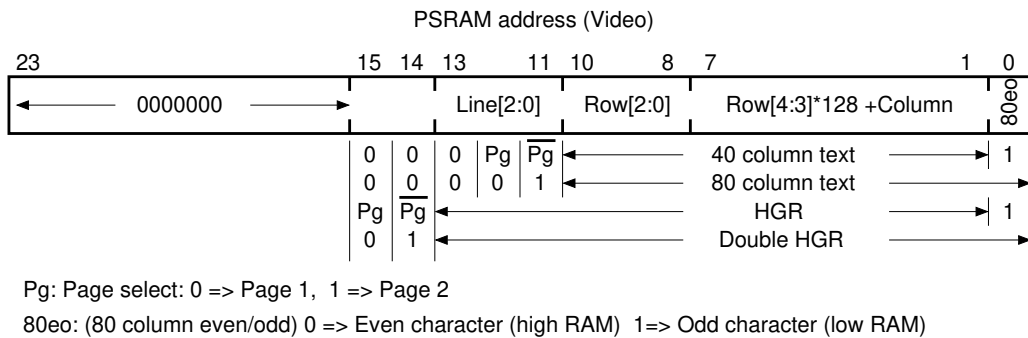 PSRAM address (Video)
23 15 14 13 11 10 8 7 1 0
0000000 Line[2:0] Row[2:0] Row[4:3]*128 +Column 80eo
0 0 0 Pg P̅g̅ 40 column text 1
0 0 0 0 1 80 column text
Pg P̅g̅ HGR 1
0 1 Double HGR
Pg: Page select: 0 => Page 1, 1 => Page 2
80eo: (80 column even/odd) 0 => Even character (high RAM) 1=> Odd character (low RAM)